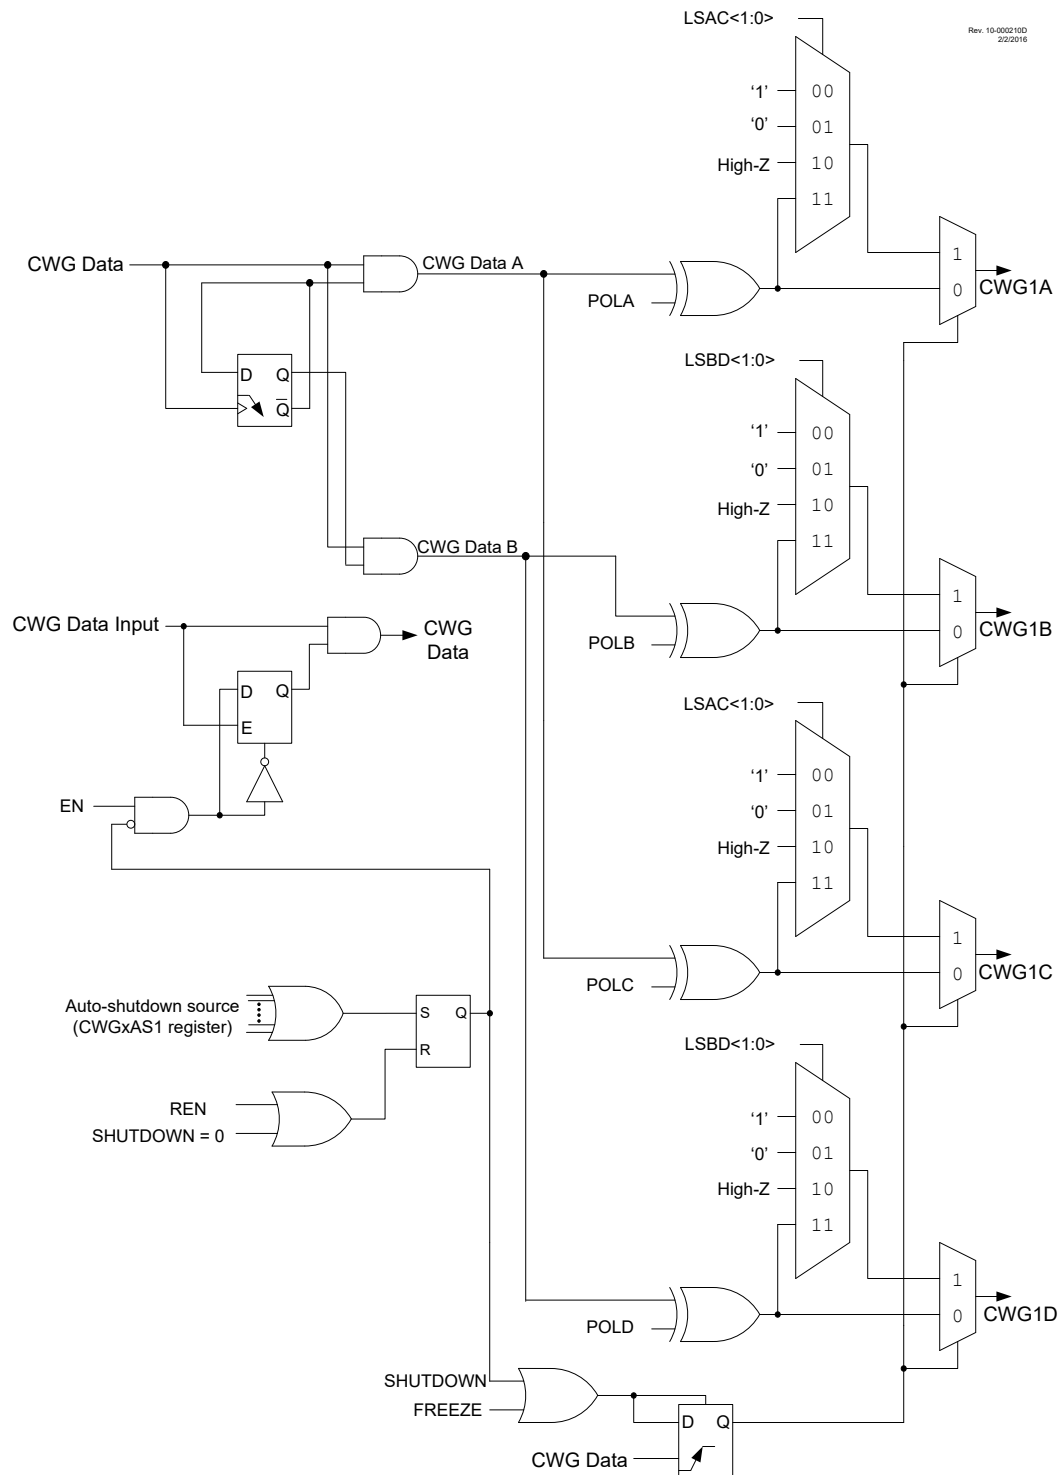 LSAC<1:0>
Rev. 10-000210D
2/2/2016
‘1’
00
‘0’
01
High-Z
10
11
CWG Data
CWG Data A
1
0
CWG1A
POLA
D
Q
Q
LSBD<1:0>
‘1’
00
‘0’
01
High-Z
10
11
CWG Data B
1
0
CWG1B
POLB
CWG Data Input
CWG
Data
D
Q
E
EN
LSAC<1:0>
‘1’
00
‘0’
01
High-Z
10
11
1
0
CWG1C
POLC
Auto-shutdown source
(CWGxAS1 register)
S
Q
R
REN
SHUTDOWN = 0
LSBD<1:0>
‘1’
00
‘0’
01
High-Z
10
11
1
0
CWG1D
POLD
SHUTDOWN
FREEZE
D
Q
CWG Data